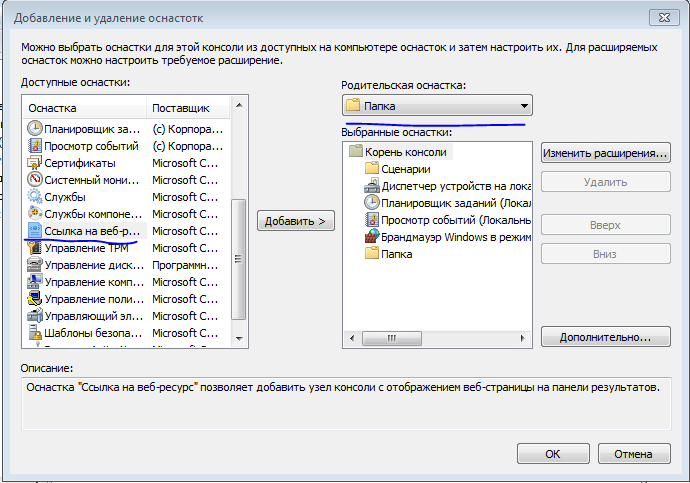 Добавление и удаление оснастотк
Можно выбрать оснастки для этой консоли из доступных на компьютере оснасток и затем настроить их. Для расширяемых
оснасток можно настроить требуемое расширение.
Доступные оснастки:
Оснастка Поставщик
Планировщик за... (c) Корпора...
Просмотр событий (c) Корпора...
Сертификаты Microsoft C...
Системный мони... Microsoft C...
Службы Microsoft C...
Службы компоне... Microsoft C...
Ссылка на веб-р... Microsoft C...
Управление TPM Microsoft C...
Управление диск... Программн...
Управление комп... Microsoft C...
Управление поли... Microsoft C...
Управляющий эл... Microsoft C...
Шаблоны безопа... Microsoft C...
Добавить >
Родительская оснастка:
Папка
Выбранные оснастки:
Корень консоли
Сценарии
Диспетчер устройств на лока
Планировщик заданий (Локал
Просмотр событий (Локальнь
Брандмауэр Windows в режим
Папка
Изменить расширения...
Удалить
Вверх
Вниз
Дополнительно...
Описание:
Оснастка "Ссылка на веб-ресурс" позволяет добавить узел консоли с отображением веб-страницы на панели результатов.
ОК Отмена